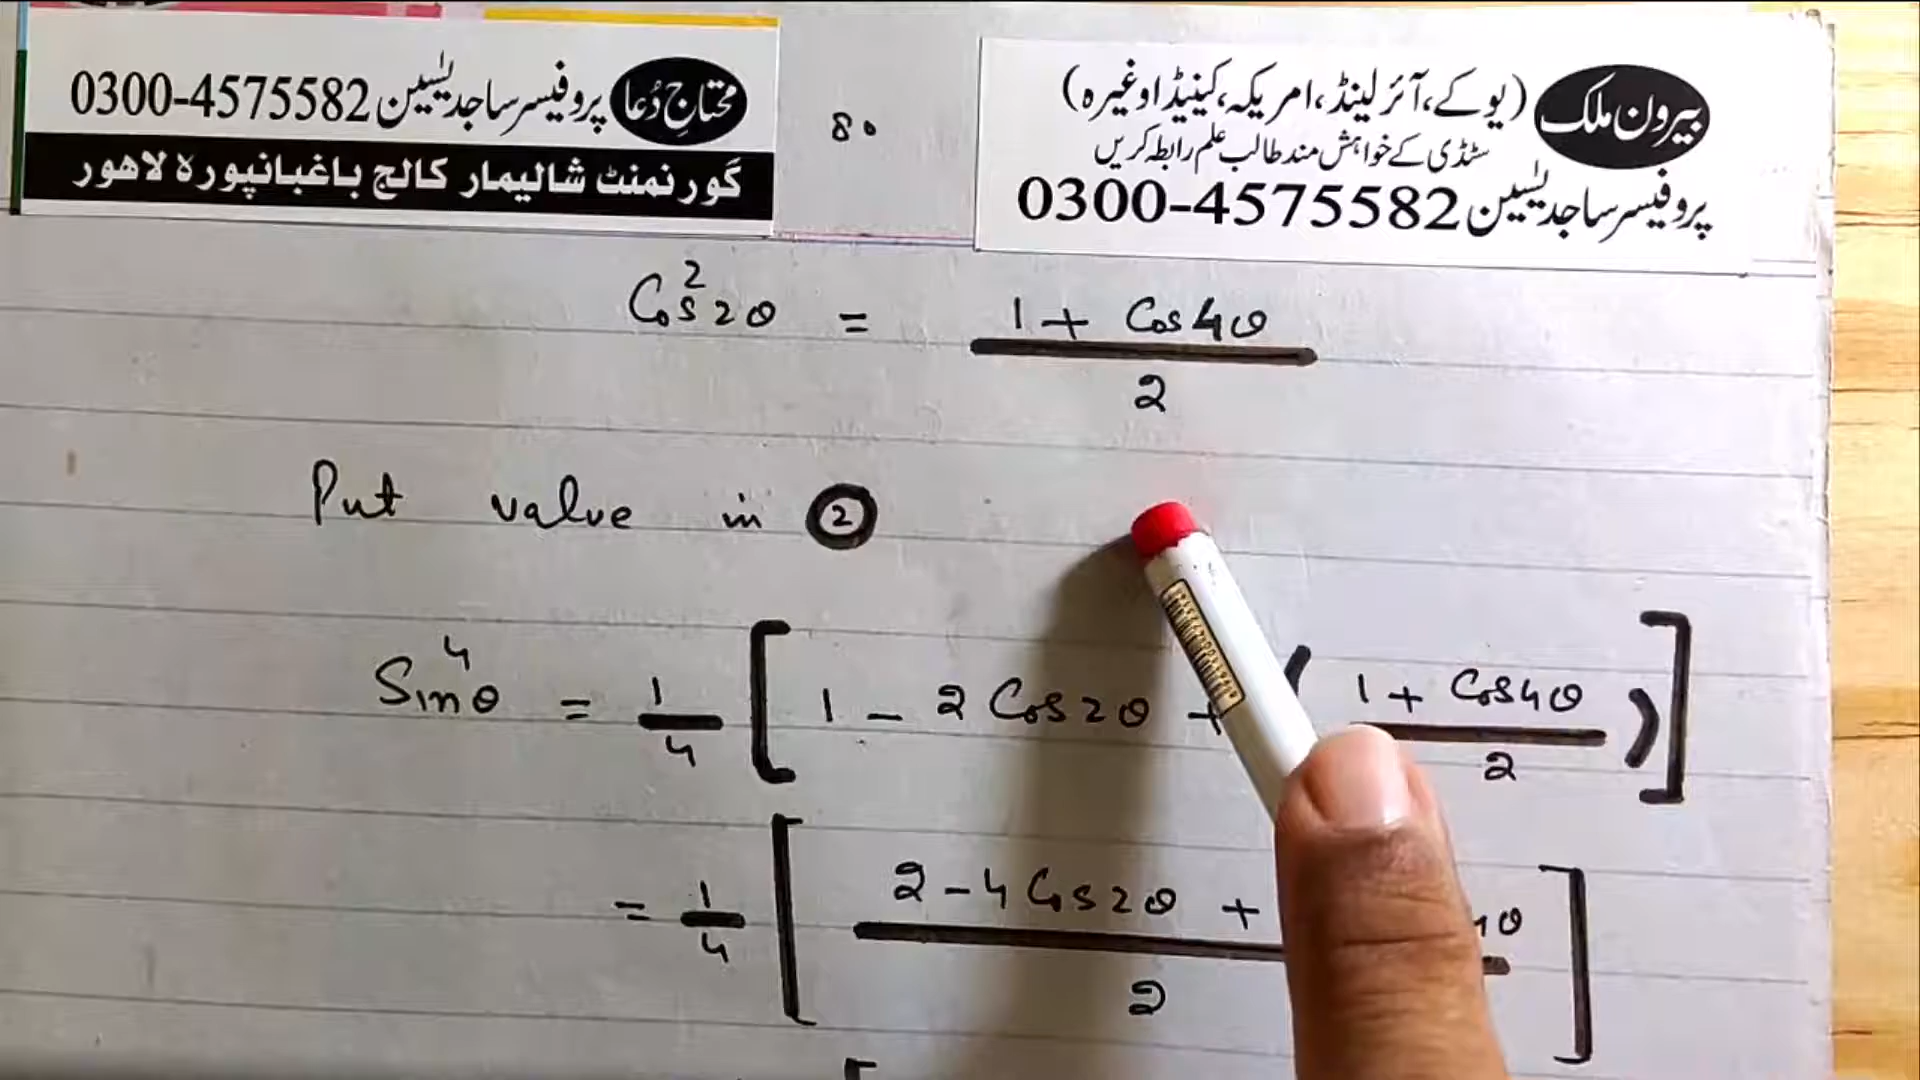 محتاجِ دُعا پروفیسر ساجد یٰسین 0300-4575582
گورنمنٹ شالیمار کالج باغبانپورہ لاھور
80
بیرون ملک (یو کے، آئرلینڈ، امریکہ، کینیڈا وغیرہ)
سٹڈی کے خواہش مند طالب علم رابطہ کریں
پروفیسر ساجد یٰسین 0300-4575582
Cos²2θ = (1 + Cos4θ)/2
Put value in ②
Sin⁴θ = 1/4 [1 - 2Cos2θ + ((1 + Cos4θ)/2)]
= 1/4 [(2 - 4Cos2θ + 4θ)/2]